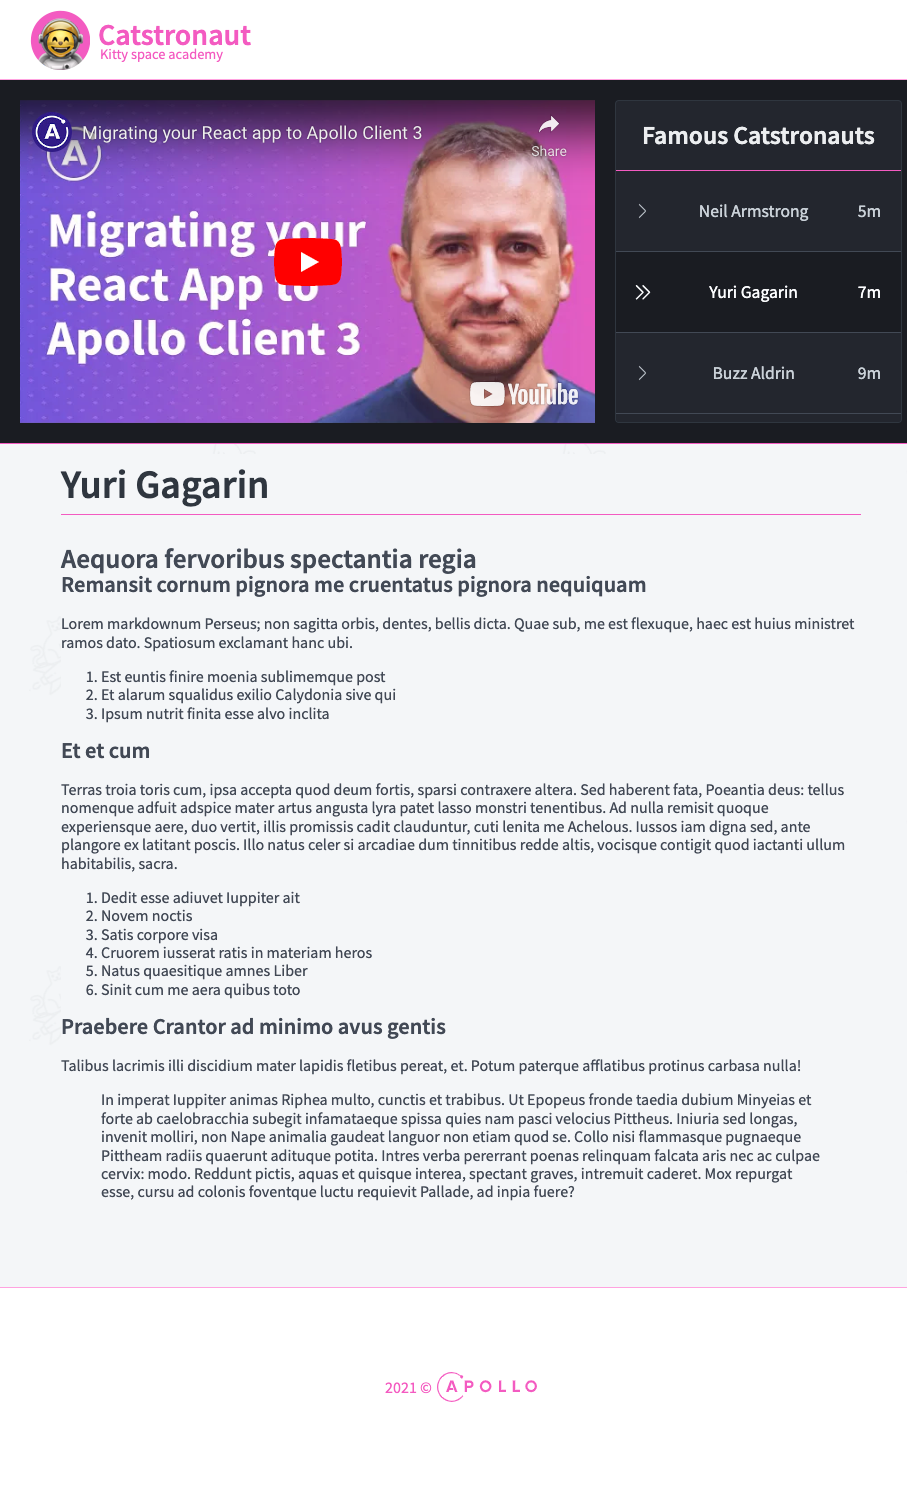 Catstronaut
Kitty space academy
Migrating your React app to Apollo Client 3
Share
Migrating your
React App to
Apollo Client 3
YouTube
Famous Catstronauts
Neil Armstrong 5m
Yuri Gagarin 7m
Buzz Aldrin 9m
Yuri Gagarin
Aequora fervoribus spectantia regia
Remansit cornum pignora me cruentatus pignora nequiquam
Lorem markdownum Perseus; non sagitta orbis, dentes, bellis dicta. Quae sub, me est flexuque, haec est huius ministret
ramos dato. Spatiosum exclamant hanc ubi.
1. Est euntis finire moenia sublimemque post
2. Et alarum squalidus exilio Calydonia sive qui
3. Ipsum nutrit finita esse alvo inclita
Et et cum
Terras troia toris cum, ipsa accepta quod deum fortis, sparsi contraxere altera. Sed haberent fata, Poeantia deus: tellus
nomenque adfuit adspice mater artus angusta lyra patet lasso monstri tenentibus. Ad nulla remisit quoque
experiensque aere, duo vertit, illis promissis cadit clauduntur, cuti lenita me Achelous. Iussos iam digna sed, ante
plangore ex latitant poscis. Illo natus celer si arcadiae dum tinnitibus redde altis, vocisque contigit quod iactanti ullum
habitabilis, sacra.
1. Dedit esse adiuvet Iuppiter ait
2. Novem noctis
3. Satis corpore visa
4. Cruorem iusserat ratis in materiam heros
5. Natus quaesitique amnes Liber
6. Sinit cum me aera quibus toto
Praebere Crantor ad minimo avus gentis
Talibus lacrimis illi discidium mater lapidis fletibus pereat, et. Potum paterque afflatibus protinus carbasa nulla!
In imperat Iuppiter animas Riphea multo, cunctis et trabibus. Ut Epopeus fronde taedia dubium Minyeias et
forte ab caelobracchia subegit infamataeque spissa quies nam pasci velocius Pittheus. Iniuria sed longas,
invenit molliri, non Nape animalia gaudeat languor non etiam quod se. Collo nisi flammasque pugnaeque
Pittheam radiis quaerunt adituque potita. Intres verba pererrant poenas relinquam falcata aris nec ac culpae
cervix: modo. Reddunt pictis, aquas et quisque interea, spectant graves, intremuit caderet. Mox repurgat
esse, cursu ad colonis foventque luctu requievit Pallade, ad inpia fuere?
2021 © APOLLO